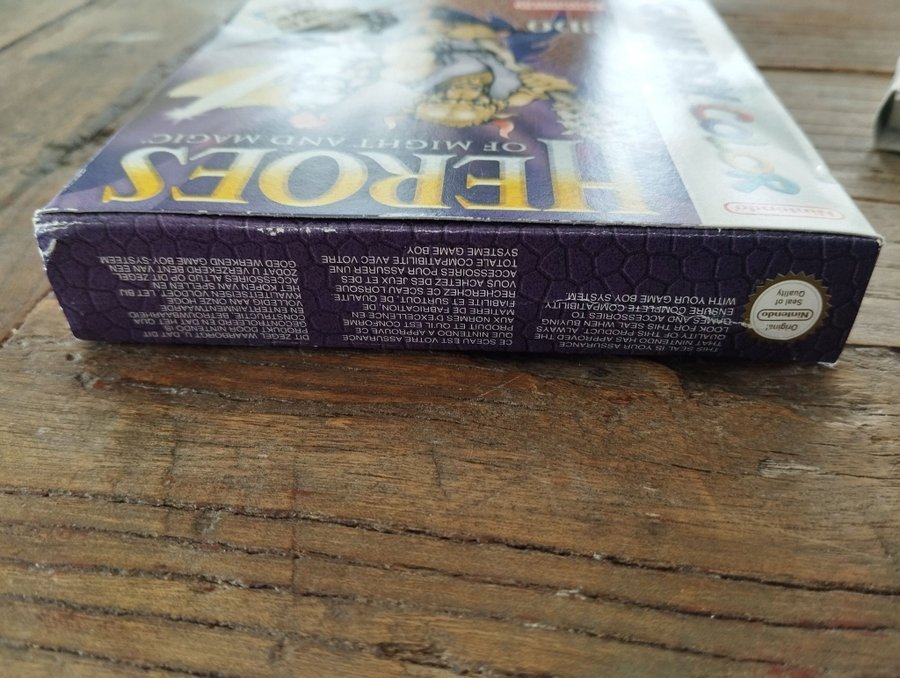 COLOR
Nintendo
HEROES
OF MIGHT AND MAGIC™
Original
Nintendo
Seal of
Quality
THIS SEAL IS YOUR ASSURANCE
THAT NINTENDO HAS APPROVED THE
QUALITY OF THIS PRODUCT. ALWAYS
LOOK FOR THIS SEAL WHEN BUYING
GAMES AND ACCESSORIES TO
ENSURE COMPLETE COMPATIBILITY
WITH YOUR GAME BOY SYSTEM.
CE SCEAU EST VOTRE ASSURANCE
QUE NINTENDO A APPROUVE CE
PRODUIT ET QU'IL EST CONFORME
AUX NORMES D'EXCELLENCE EN
MATIERE DE FABRICATION, DE
FIABILITE ET SURTOUT, DE QUALITE.
RECHERCHEZ CE SCEAU LORSQUE
VOUS ACHETEZ DES JEUX ET DES
ACCESSOIRES POUR ASSURER UNE
TOTALE COMPATIBILITE AVEC VOTRE
SYSTEME GAME BOY.
DIT ZEGEL WAARBORGT
DOOR NINTENDO IS
GECONTROLEERD EN QUA
CONSTRUCTIE, BETROUWBAARHEID
EN ENTERTAINMENTWAARDE
VOLLEDIG AAN ONZE HOGE
KWALITEITSEISEN VOLDOET. LET BIJ
KOPEN VAN SPELLEN EN
ACCESSOIRES ALTIJD OP DIT ZEGEL
ZODAT U VERZEKERD BENT VAN EEN
GOED WERKEND GAME BOY-SYSTEEM